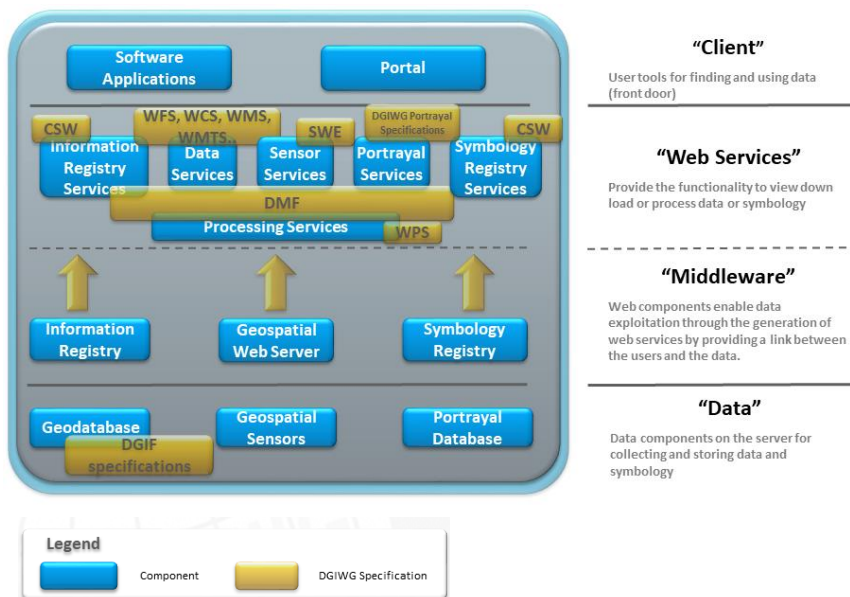 Software
Applications
Portal
"Client"
User tools for finding and using data
(front door)
CSW
WFS, WCS, WMS,
WMTS..
SWE
DGIWG Portrayal
Specifications
CSW
Information
Registry
Services
Data
Services
Sensor
Services
Portrayal
Services
Symbology
Registry
Services
DMF
Processing Services
WPS
"Web Services"
Provide the functionality to view down
load or process data or symbology
Information
Registry
Geospatial
Web Server
Symbology
Registry
"Middleware"
Web components enable data
exploitation through the generation of
web services by providing a link between
the users and the data.
Geodatabase
DGIF
specifications
Geospatial
Sensors
Portrayal
Database
"Data"
Data components on the server for
collecting and storing data and
symbology
Legend
Component
DGIWG Specification